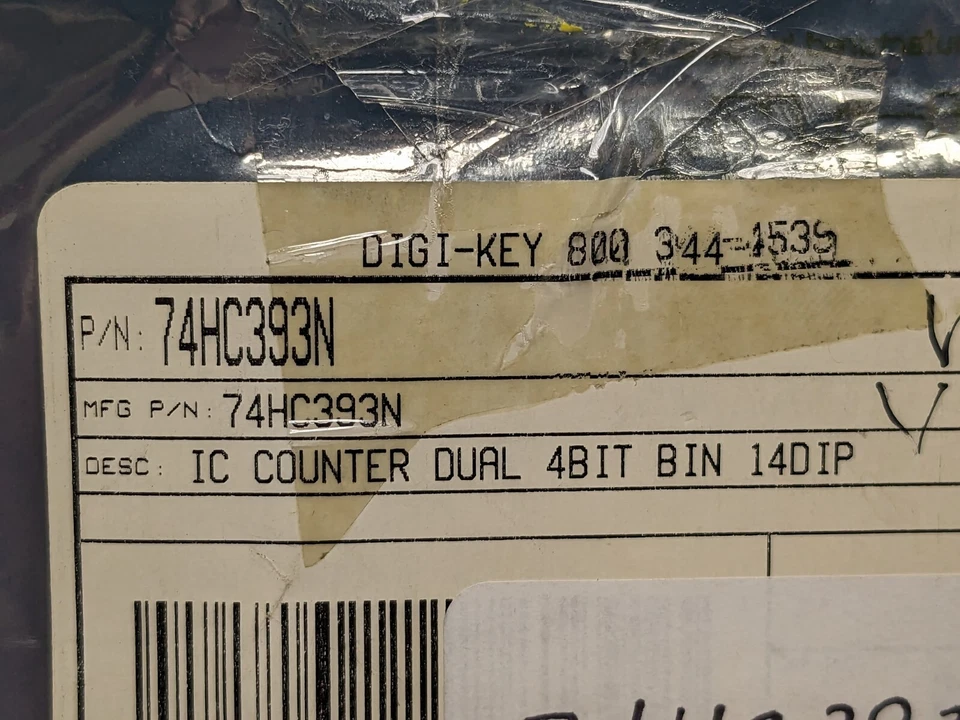 DIGI-KEY 800 344-4539
P/N: 74HC393N
MFG P/N: 74HC393N
DESC: IC COUNTER DUAL 4BIT BIN 14DIP